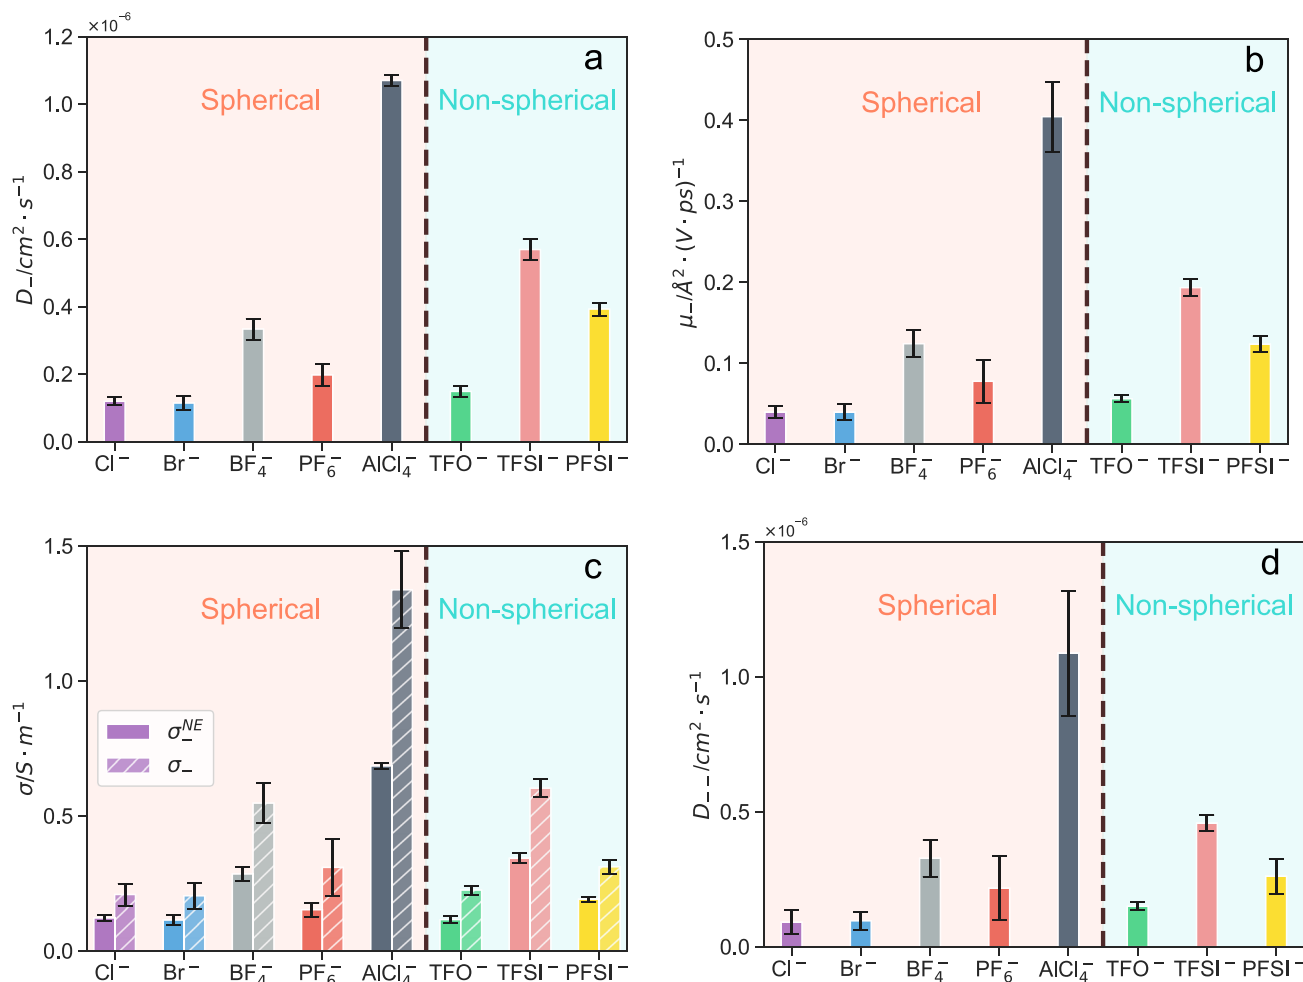 ×10⁻⁶
a
Spherical
Non-spherical
D₋/cm² · s⁻¹
1.2
1.0
0.8
0.6
0.4
0.2
0.0
Cl⁻ Br⁻ BF₄⁻ PF₆⁻ AlCl₄⁻ TFO⁻ TFSI⁻ PFSI⁻
b
Spherical
Non-spherical
μ₋/Å² · (V · ps)⁻¹
0.5
0.4
0.3
0.2
0.1
0.0
Cl⁻ Br⁻ BF₄⁻ PF₆⁻ AlCl₄⁻ TFO⁻ TFSI⁻ PFSI⁻
c
Spherical
Non-spherical
σ/S · m⁻¹
1.5
1.0
0.5
0.0
σ₋ᴺᴱ
σ₋
Cl⁻ Br⁻ BF₄⁻ PF₆⁻ AlCl₄⁻ TFO⁻ TFSI⁻ PFSI⁻
×10⁻⁶
d
Spherical
Non-spherical
D₋₋/cm² · s⁻¹
1.5
1.0
0.5
0.0
Cl⁻ Br⁻ BF₄⁻ PF₆⁻ AlCl₄⁻ TFO⁻ TFSI⁻ PFSI⁻